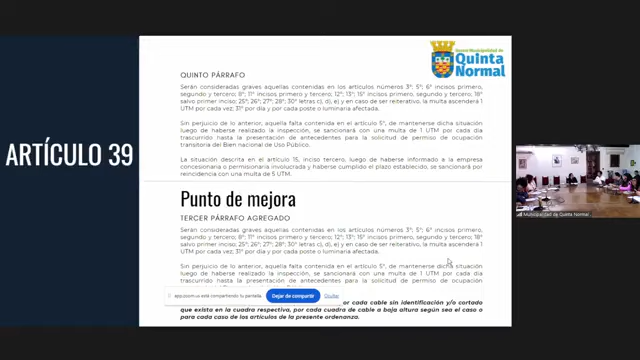 Ilustre Municipalidad de
Quinta
Normal
ARTÍCULO 39
QUINTO PÁRRAFO
Serán consideradas graves aquellas contenidas en los artículos números 3°; 5°; 6° incisos primero,
segundo y tercero; 8°; 11° incisos primero y tercero; 12°; 13°; 15° incisos primero, segundo y tercero; 18°
salvo primer inciso; 25°; 26°; 27°; 28°; 30° letras c), d), e) y en caso de ser reiterativo, la multa ascenderá 1
UTM por cada vez; 31° por día y por cada poste o luminaria afectada.
Sin perjuicio de lo anterior, aquella falta contenida en el artículo 5°, de mantenerse dicha situación
luego de haberse realizado la inspección, se sancionará con una multa de 1 UTM por cada día
trascurrido hasta la presentación de antecedentes para la solicitud de permiso de ocupación
transitoria del Bien nacional de Uso Público.
La situación descrita en el artículo 15, inciso tercero, luego de haberse informado a la empresa
concesionaria o permisionaria involucrada y haberse cumplido el plazo establecido, se sancionará por
reincidencia con una multa de 5 UTM.
Punto de mejora
TERCER PÁRRAFO AGREGADO
Serán consideradas graves aquellas contenidas en los artículos números 3°; 5°; 6° incisos primero,
segundo y tercero; 8°; 11° incisos primero y tercero; 12°; 13°; 15° incisos primero, segundo y tercero; 18°
salvo primer inciso; 25°; 26°; 27°; 28°; 30° letras c), d), e) y en caso de ser reiterativo, la multa ascenderá 1
UTM por cada vez; 31° por día y por cada poste o luminaria afectada.
Sin perjuicio de lo anterior, aquella falta contenida en el artículo 5°, de mantenerse dicha situación
luego de haberse realizado la inspección, se sancionará con una multa de 1 UTM por cada día
trascurrido hasta la presentación de antecedentes para la solicitud de permiso de ocupación
app.zoom.us está compartiendo tu pantalla. Dejar de compartir Ocultar
por cada cable sin identificación y/o cortado
que exista en la cuadra respectiva, por cada cuadra de cable a baja altura según sea el caso o
para cada caso de los artículos de la presente ordenanza.
Municipalidad de Quinta Normal